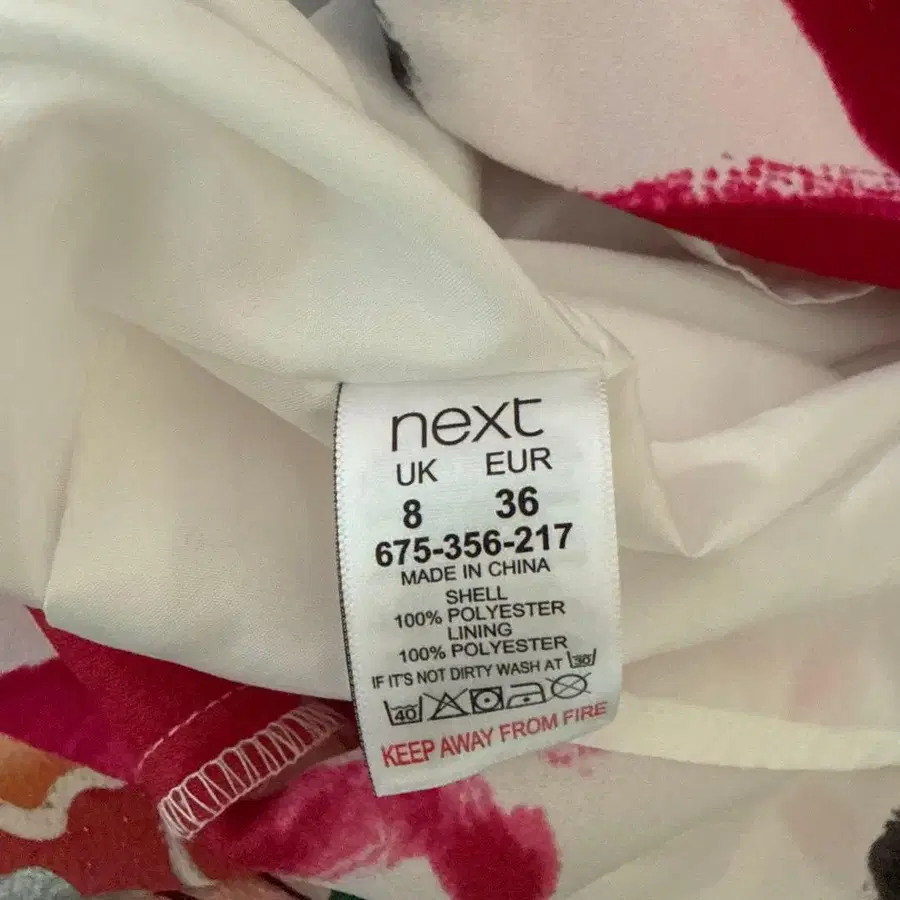 next
UK EUR
8 36
675-356-217
MADE IN CHINA
SHELL
100% POLYESTER
LINING
100% POLYESTER
IF IT'S NOT DIRTY WASH AT 30
40
KEEP AWAY FROM FIRE